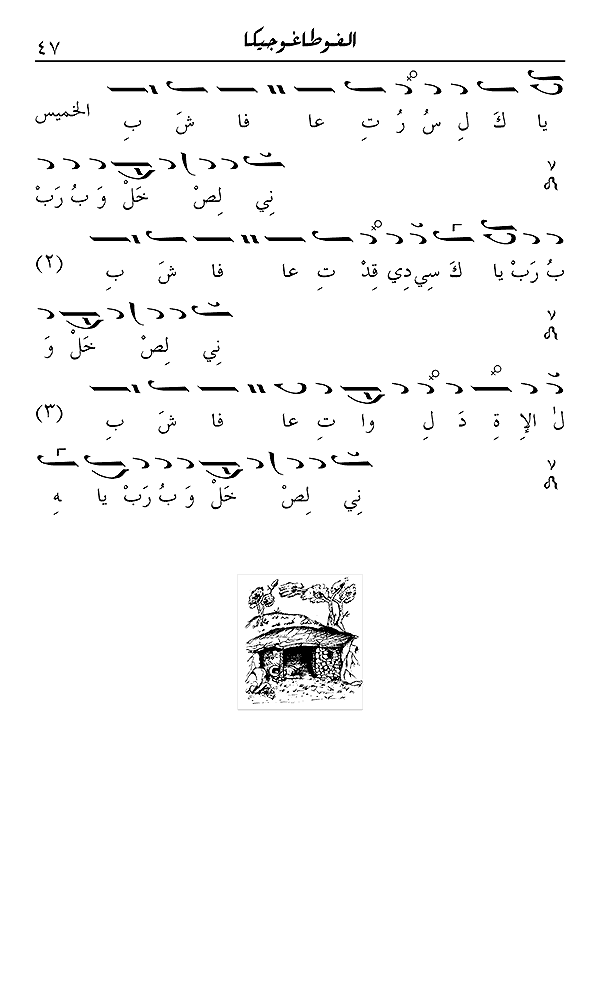 الفوطاغوجيكا ٤٧
الخميس بِ شَ فا عا تِ رُ سُ لِ كَ يا
رَبْ بُ وَ خَلْ لِصْ نِي
(٢) بِ شَ فا عا تِ قِدْ دِي سِي كَ يا رَبْ بُ
وَ خَلْ لِصْ نِي
(٣) بِ شَ فا عا تِ وا لِ دَ ةِ الإِ لٰ
هِ يا رَبْ بُ وَ خَلْ لِصْ نِي